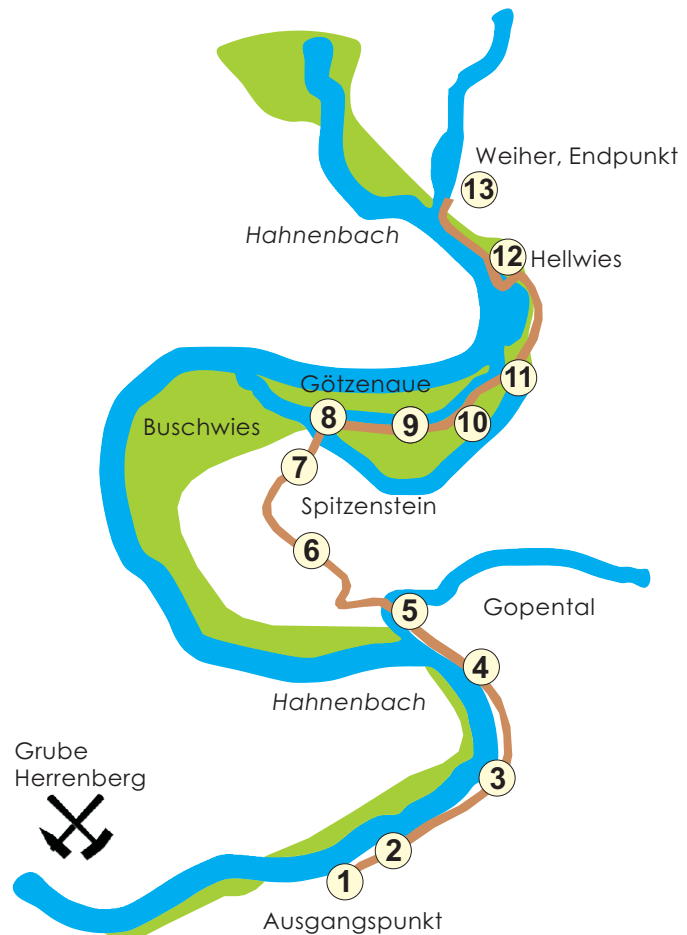 Weiher, Endpunkt
13
Hahnenbach
12
Hellwies
11
Götzenaue
8
9
10
Buschwies
7
Spitzenstein
6
5
Gopental
4
Hahnenbach
Grube
Herrenberg
3
2
1
Ausgangspunkt